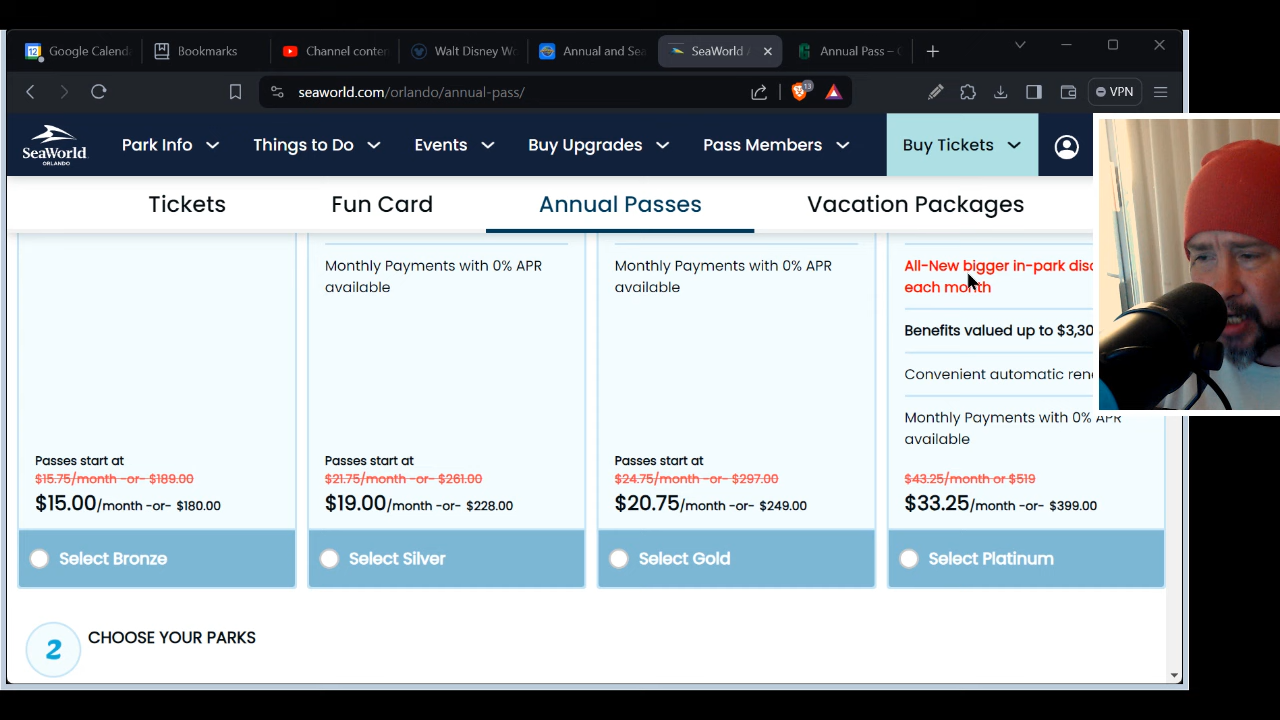 12
Google Calend
Bookmarks
Channel conten
Walt Disney Wo
Annual and Sea
SeaWorld
Annual Pass –
seaworld.com/orlando/annual-pass/
13
VPN
SeaWorld
ORLANDO
Park Info
Things to Do
Events
Buy Upgrades
Pass Members
Buy Tickets
Tickets
Fun Card
Annual Passes
Vacation Packages
Monthly Payments with 0% APR
available
Monthly Payments with 0% APR
available
All-New bigger in-park disc
each month
Benefits valued up to $3,30
Convenient automatic ren
Monthly Payments with 0% APR
available
Passes start at
$15.75/month -or- $189.00
$15.00/month -or- $180.00
Passes start at
$21.75/month -or- $261.00
$19.00/month -or- $228.00
Passes start at
$24.75/month -or- $297.00
$20.75/month -or- $249.00
$43.25/month or $519
$33.25/month -or- $399.00
Select Bronze
Select Silver
Select Gold
Select Platinum
2
CHOOSE YOUR PARKS